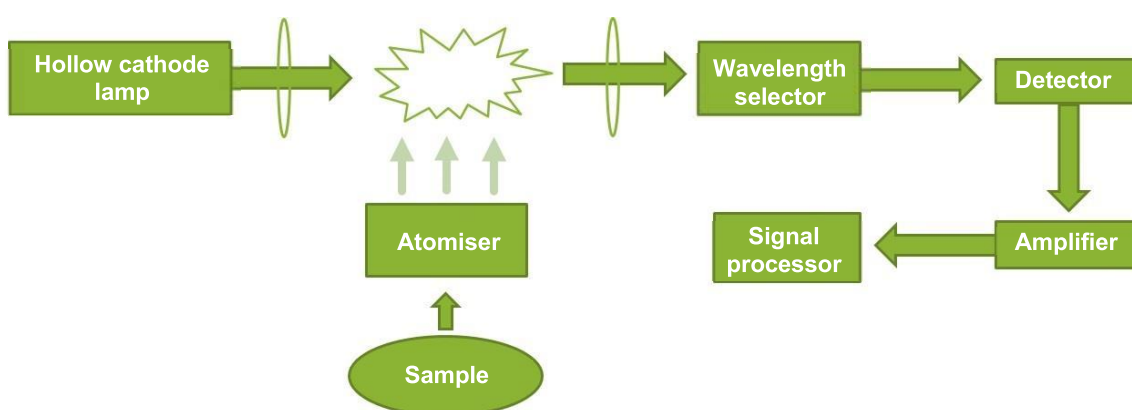 Hollow cathode
lamp
Wavelength
selector
Detector
Atomiser
Signal
processor
Amplifier
Sample